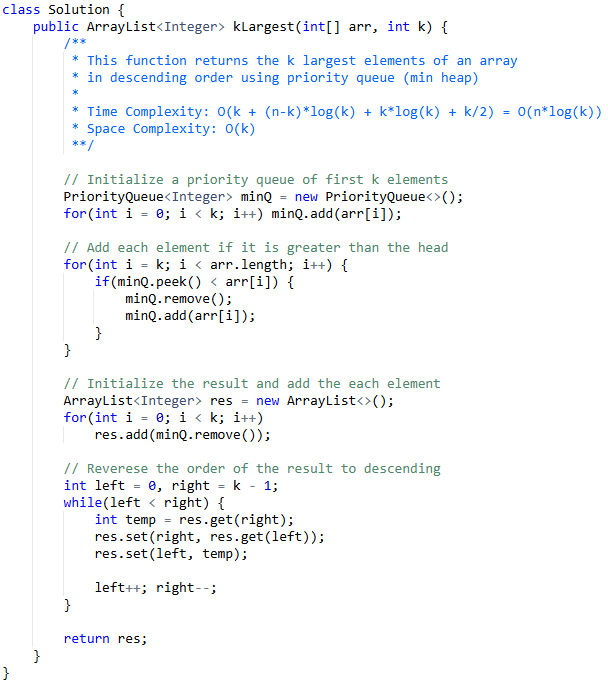 class Solution {
    public ArrayList<Integer> kLargest(int[] arr, int k) {
        /**
         * This function returns the k largest elements of an array
         * in descending order using priority queue (min heap)
         *
         * Time Complexity: O(k + (n-k)*log(k) + k*log(k) + k/2) = O(n*log(k))
         * Space Complexity: O(k)
         **/

        // Initialize a priority queue of first k elements
        PriorityQueue<Integer> minQ = new PriorityQueue<>();
        for(int i = 0; i < k; i++) minQ.add(arr[i]);

        // Add each element if it is greater than the head
        for(int i = k; i < arr.length; i++) {
            if(minQ.peek() < arr[i]) {
                minQ.remove();
                minQ.add(arr[i]);
            }
        }

        // Initialize the result and add the each element
        ArrayList<Integer> res = new ArrayList<>();
        for(int i = 0; i < k; i++)
            res.add(minQ.remove());

        // Reverese the order of the result to descending
        int left = 0, right = k - 1;
        while(left < right) {
            int temp = res.get(right);
            res.set(right, res.get(left));
            res.set(left, temp);

            left++; right--;
        }

        return res;
    }
}